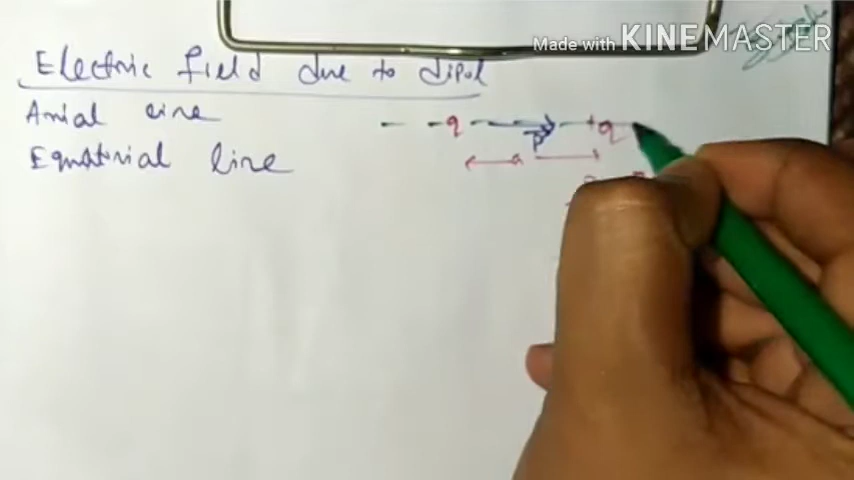 Made with KINEMASTER
Electric field due to dipol
Axial line
Equatorial line
- - -q - - P - +q
a